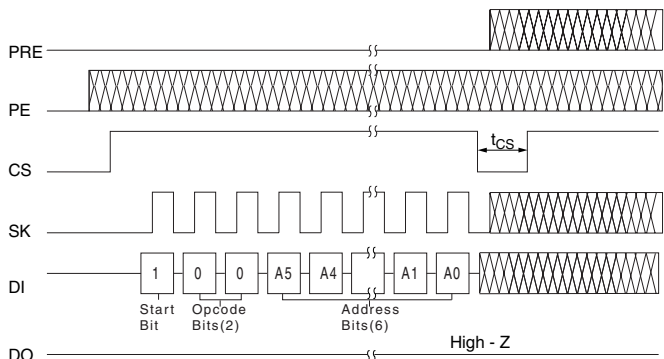 PRE
PE
tCS
CS
SK
1 0 0 A5 A4 A1 A0
DI
Start Bit
Opcode Bits(2)
Address Bits(6)
High - Z
DO